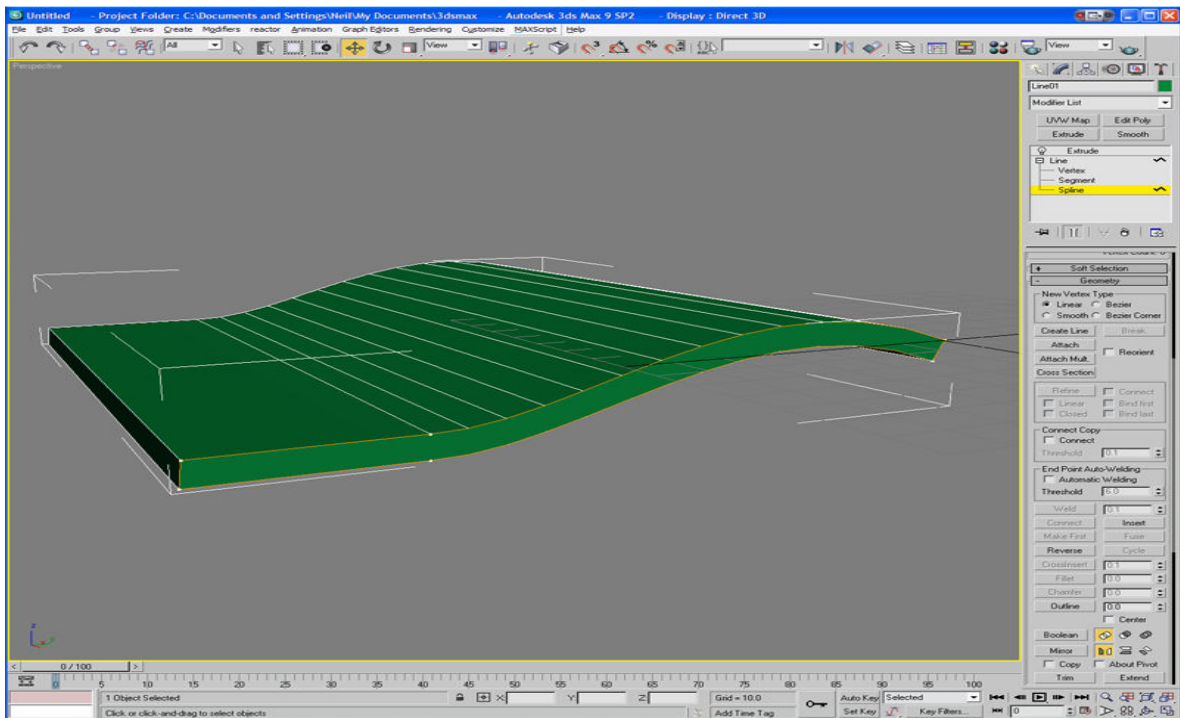 Untitled - Project Folder: C:\Documents and Settings\Neil\My Documents\3dsmax - Autodesk 3ds Max 9 SP2 - Display : Direct 3D
File Edit Tools Group Views Create Modifiers reactor Animation Graph Editors Rendering Customize MAXScript Help
All View View
Perspective
Line01
Modifier List
UVW Map Edit Poly
Extrude Smooth
Extrude
Line
Vertex
Segment
Spline
+ Soft Selection
- Geometry
New Vertex Type
Linear Bezier
Smooth Bezier Corner
Create Line Break
Attach
Reorient
Attach Mult.
Cross Section
Refine Connect
Linear Bind first
Closed Bind last
Connect Copy
Connect
Threshold 0.1
End Point Auto-Welding
Automatic Welding
Threshold 6.0
Weld 0.1
Connect Insert
Make First Fuse
Reverse Cycle
CrossInsert 0.1
Fillet 0.0
Chamfer 0.0
Outline 0.0
Center
Boolean
Mirror
Copy About Pivot
Trim Extend
z
< 0 / 100 >
0 5 10 15 20 25 30 35 40 45 50 55 60 65 70 75 80 85 90 95 100
1 Object Selected X Y Z Grid = 10.0 Auto Key Selected
Click or click-and-drag to select objects Add Time Tag Set Key Key Filters... 0